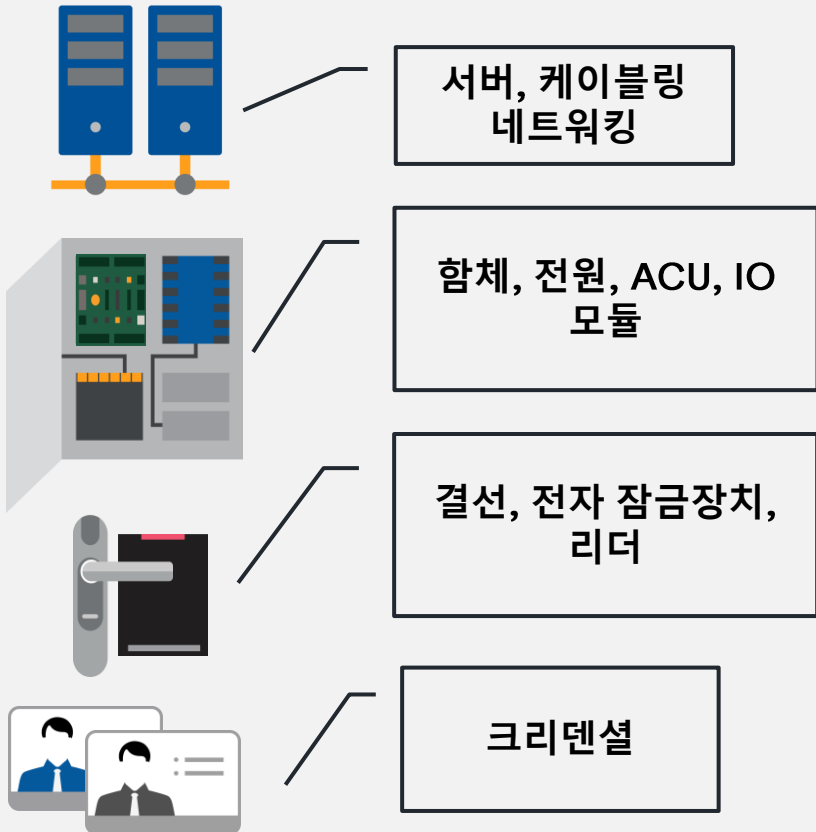 서버, 케이블링
네트워킹
함체, 전원, ACU, IO
모듈
결선, 전자 잠금장치,
리더
크리덴셜